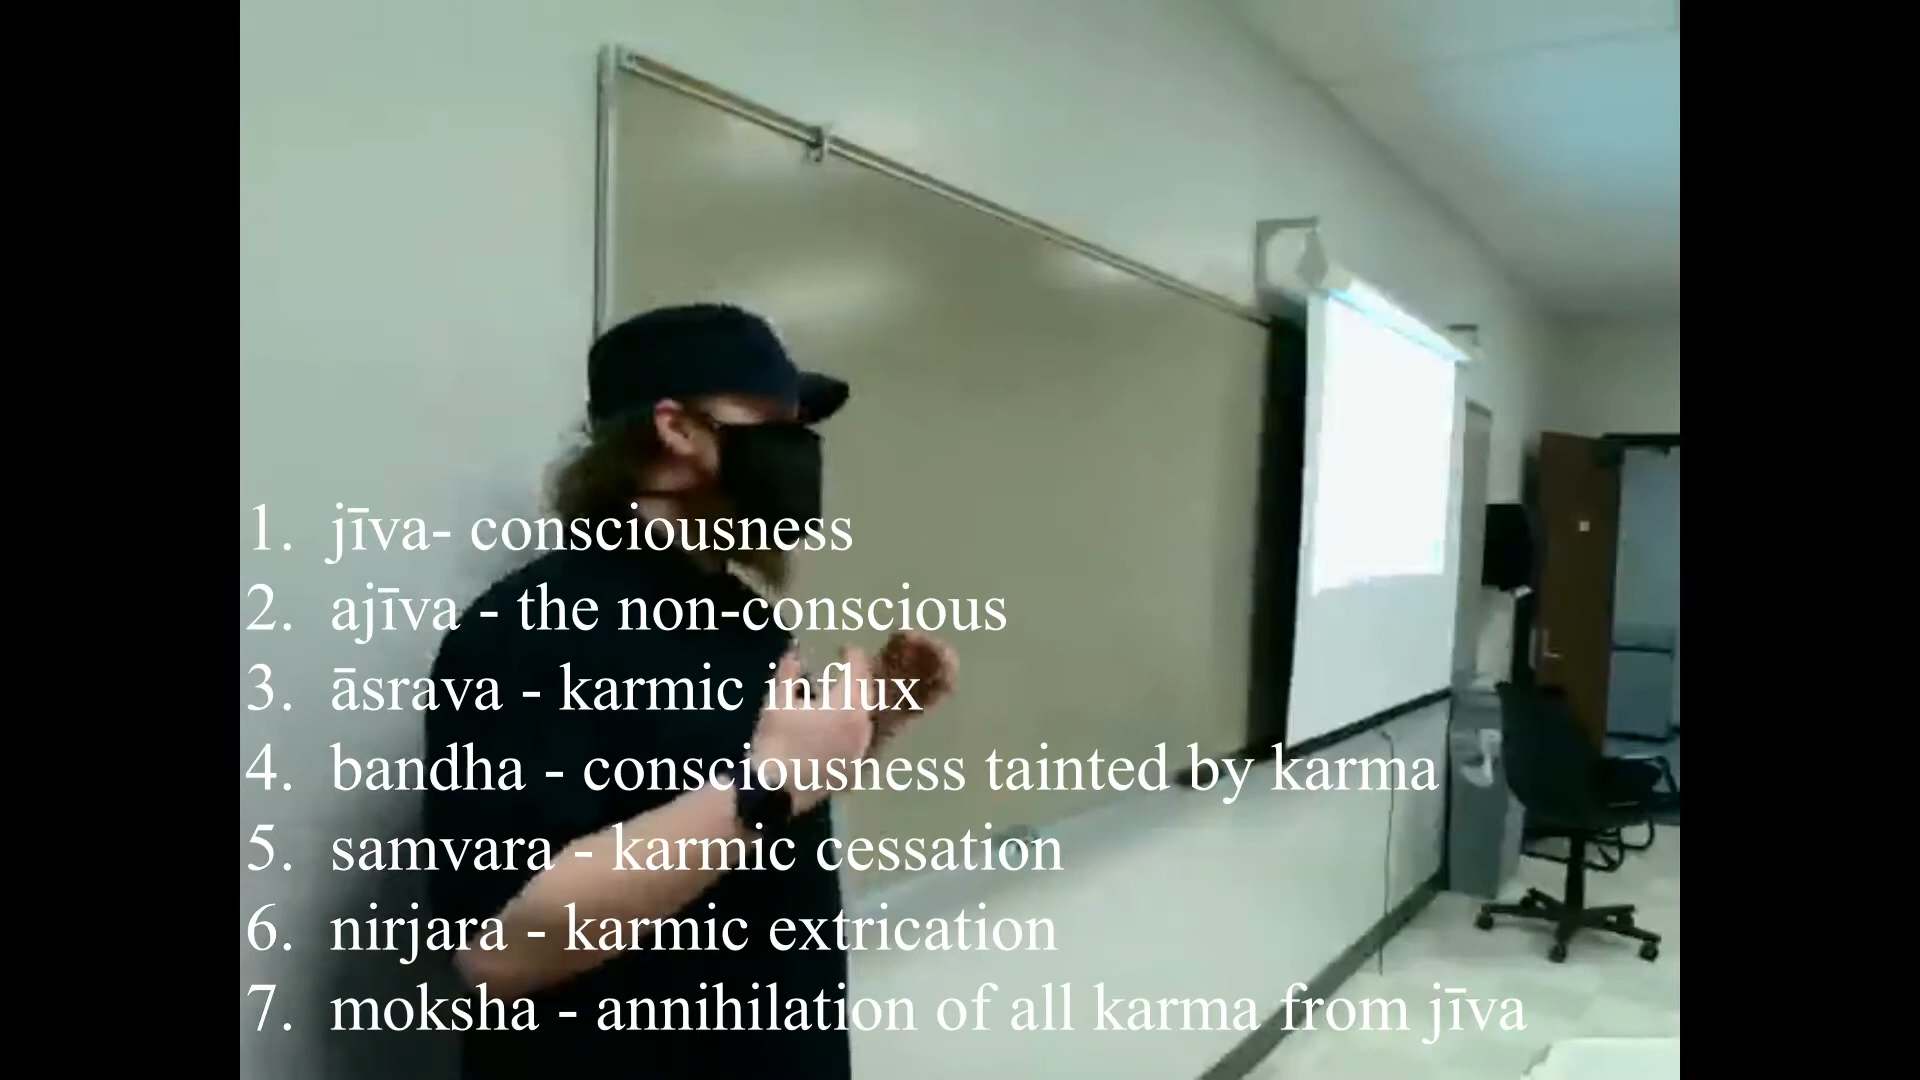 1. jīva- consciousness
2. ajīva - the non-conscious
3. āsrava - karmic influx
4. bandha - consciousness tainted by karma
5. samvara - karmic cessation
6. nirjara - karmic extrication
7. moksha - annihilation of all karma from jīva